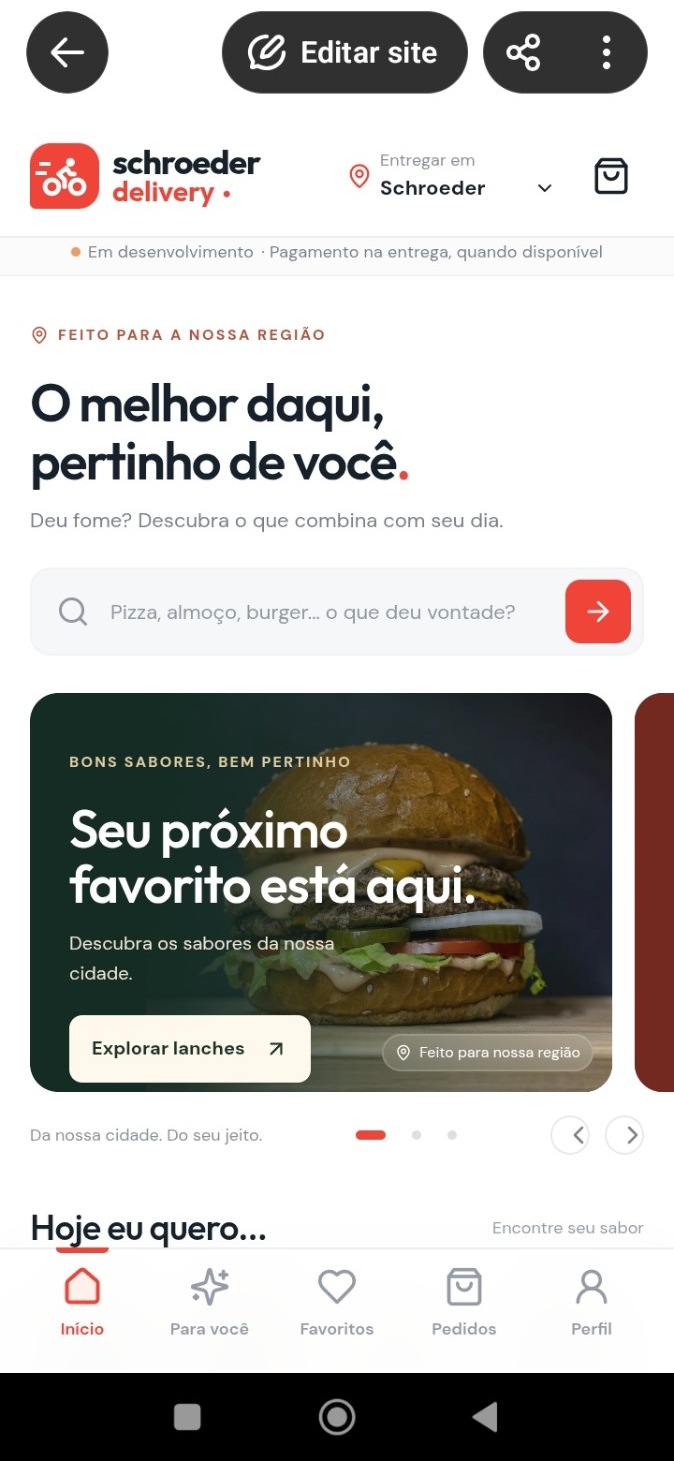 Editar site
schroeder
delivery
Entregar em
Schroeder
Em desenvolvimento · Pagamento na entrega, quando disponível
FEITO PARA A NOSSA REGIÃO
O melhor daqui,
pertinho de você.
Deu fome? Descubra o que combina com seu dia.
Pizza, almoço, burger... o que deu vontade?
BONS SABORES, BEM PERTINHO
Seu próximo
favorito está aqui.
Descubra os sabores da nossa
cidade.
Explorar lanches
Feito para nossa região
Da nossa cidade. Do seu jeito.
Hoje eu quero...
Encontre seu sabor
Início
Para você
Favoritos
Pedidos
Perfil